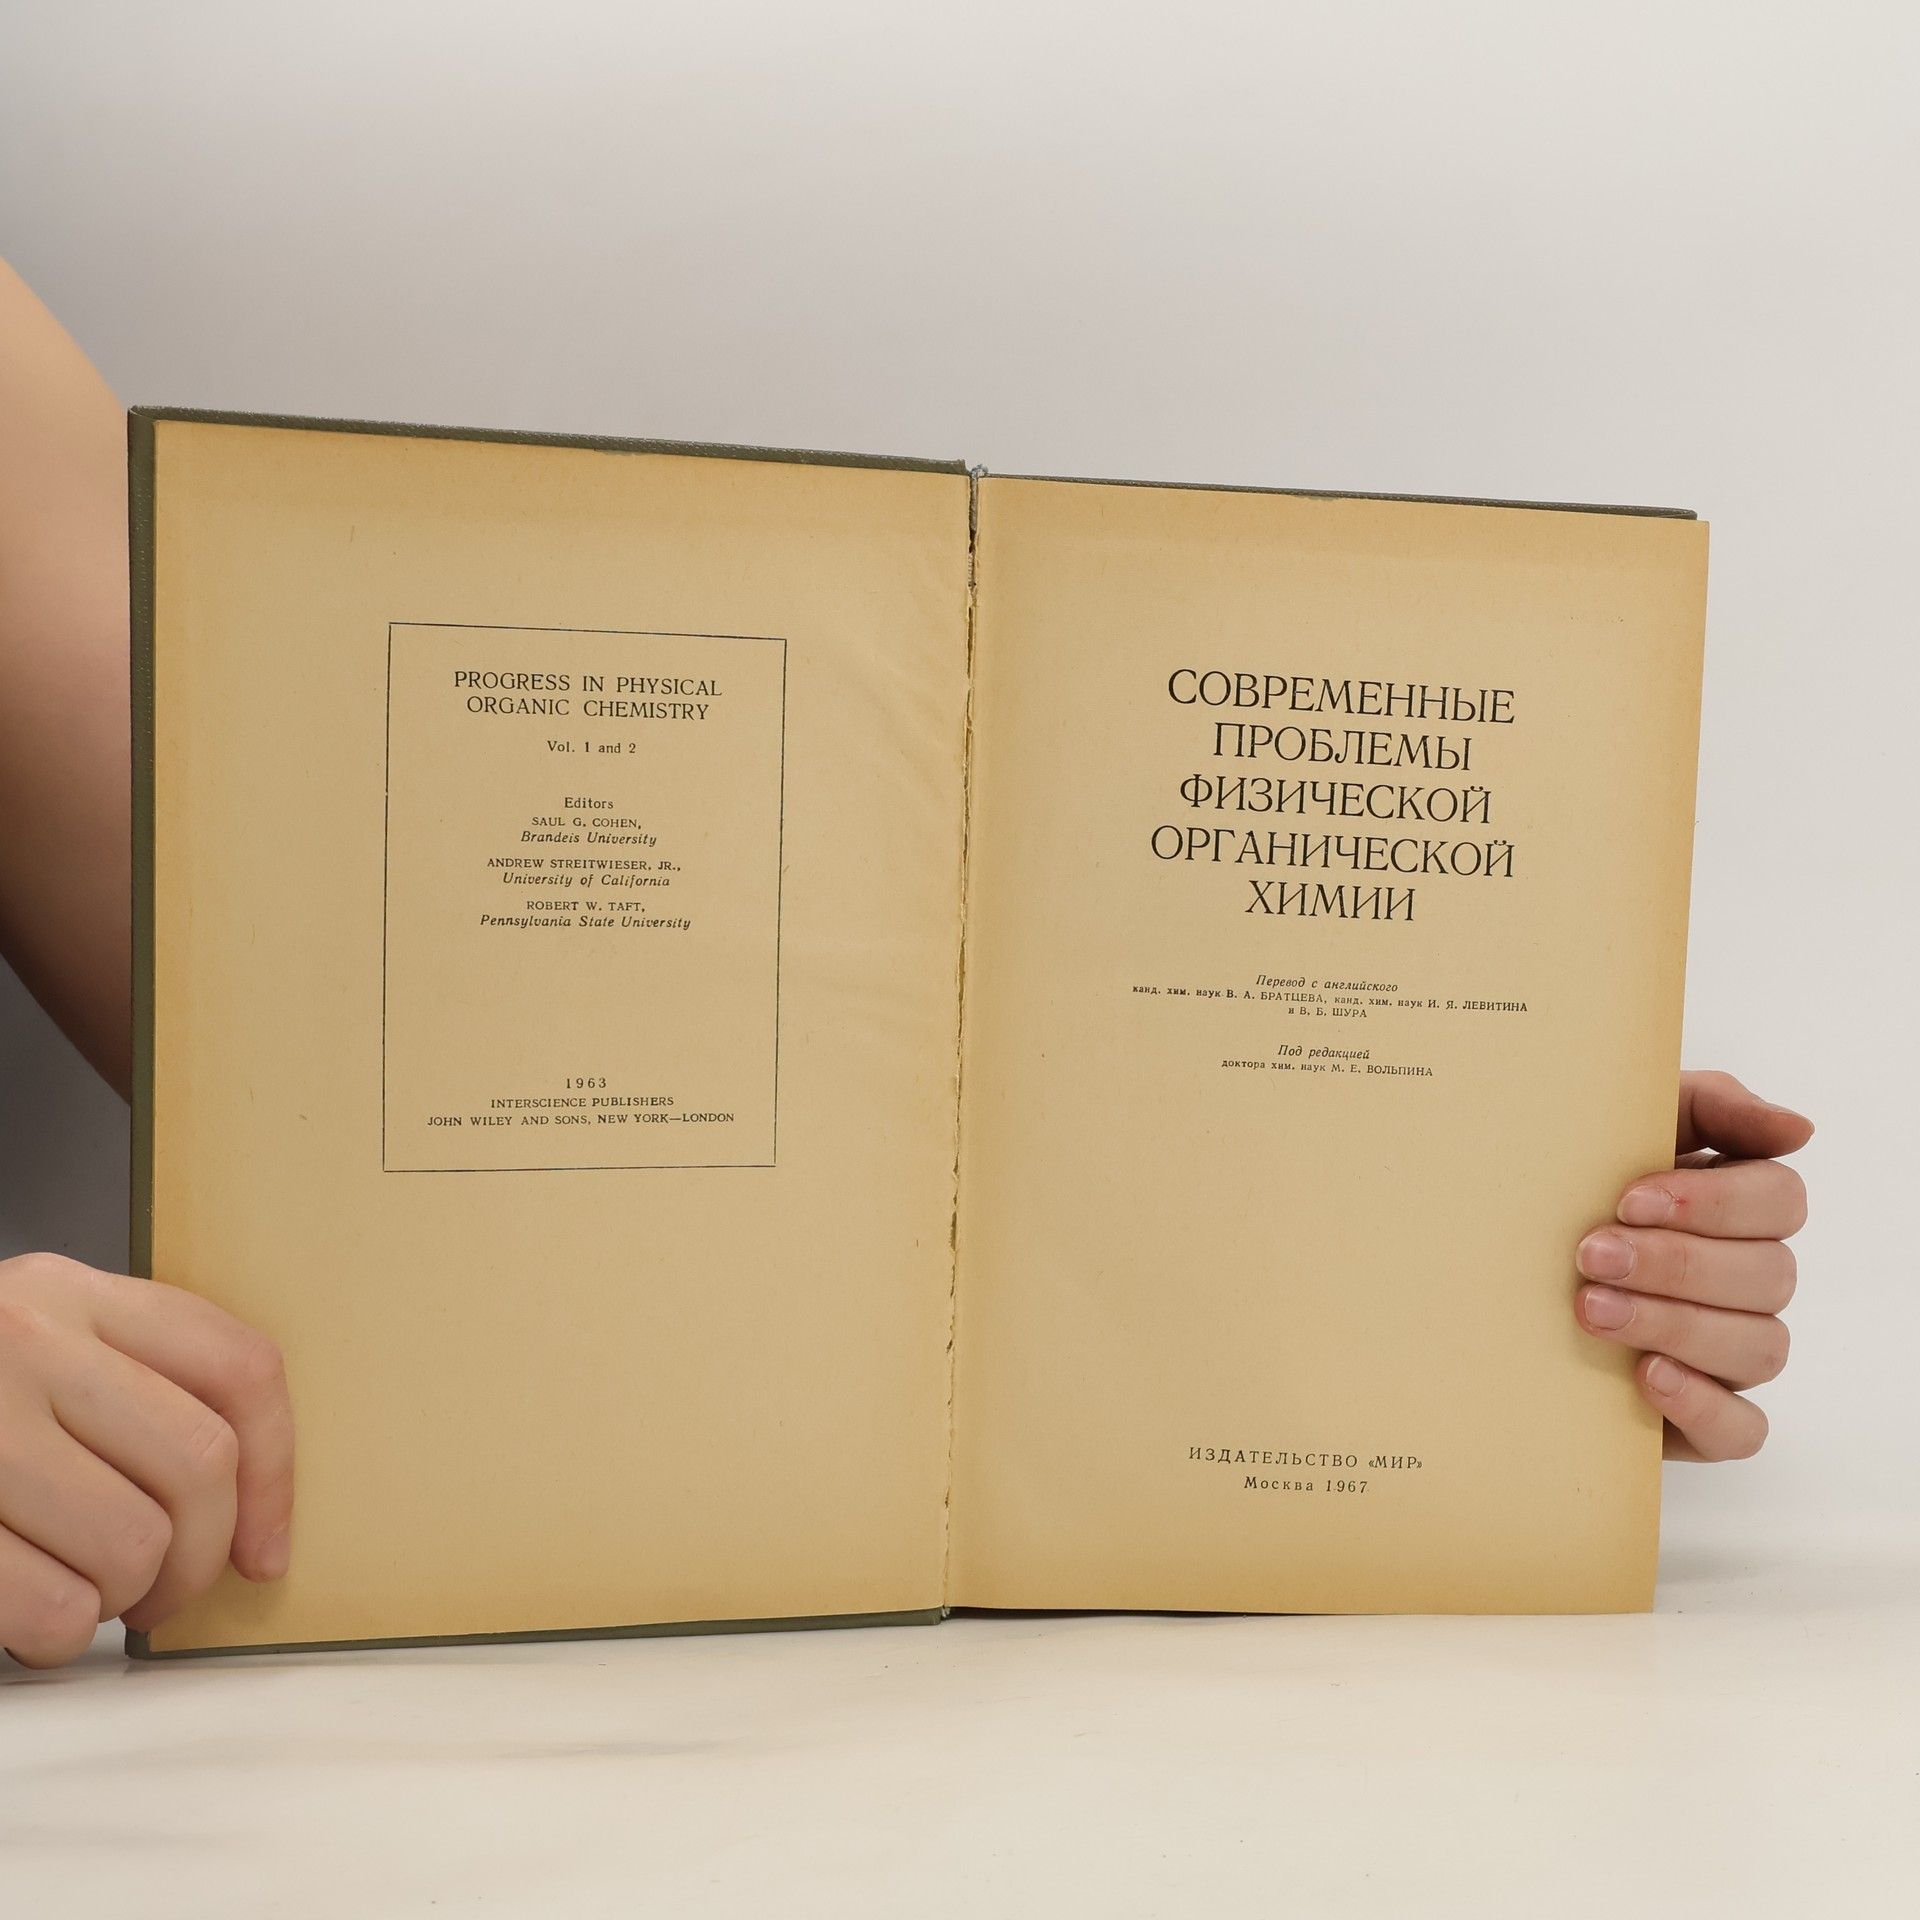 PROGRESS IN PHYSICAL
ORGANIC CHEMISTRY
Vol. 1 and 2
Editors
SAUL G. COHEN,
Brandeis University
ANDREW STREITWIESER, JR.,
University of California
ROBERT W. TAFT,
Pennsylvania State University
1963
INTERSCIENCE PUBLISHERS
JOHN WILEY AND SONS, NEW YORK—LONDON
СОВРЕМЕННЫЕ
ПРОБЛЕМЫ
ФИЗИЧЕСКОЙ
ОРГАНИЧЕСКОЙ
ХИМИИ
Перевод с английского
канд. хим. наук В. А. БРАТЦЕВА, канд. хим. наук И. Я. ЛЕВИТИНА
и В. Б. ШУРА
Под редакцией
доктора хим. наук М. Е. ВОЛЬПИНА
ИЗДАТЕЛЬСТВО «МИР»
Москва 1967